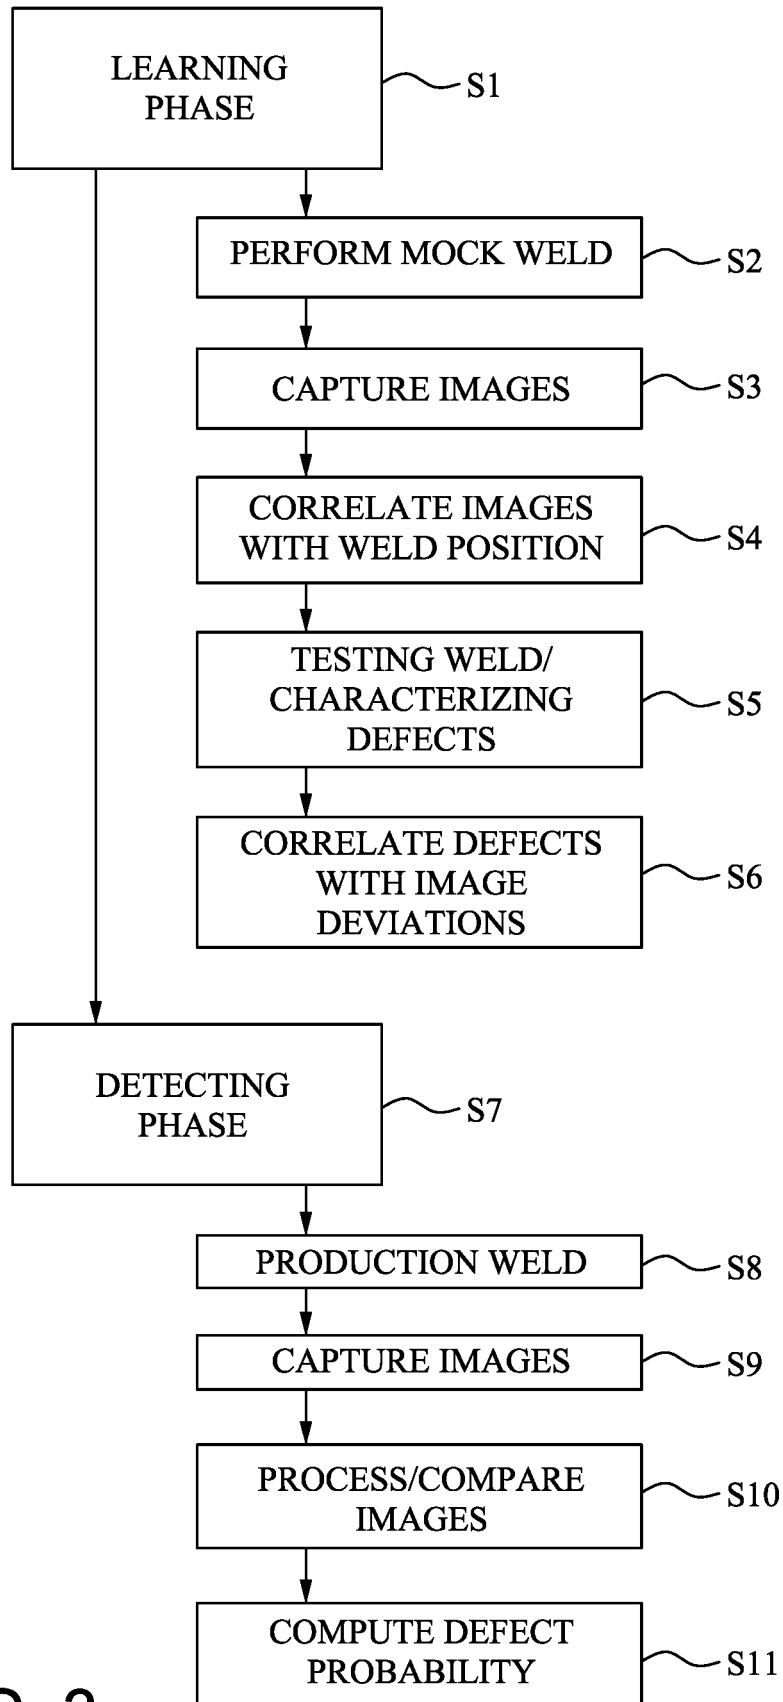 LEARNING
PHASE
S1
PERFORM MOCK WELD
S2
CAPTURE IMAGES
S3
CORRELATE IMAGES
WITH WELD POSITION
S4
TESTING WELD/
CHARACTERIZING
DEFECTS
S5
CORRELATE DEFECTS
WITH IMAGE
DEVIATIONS
S6
DETECTING
PHASE
S7
PRODUCTION WELD
S8
CAPTURE IMAGES
S9
PROCESS/COMPARE
IMAGES
S10
COMPUTE DEFECT
PROBABILITY
S11